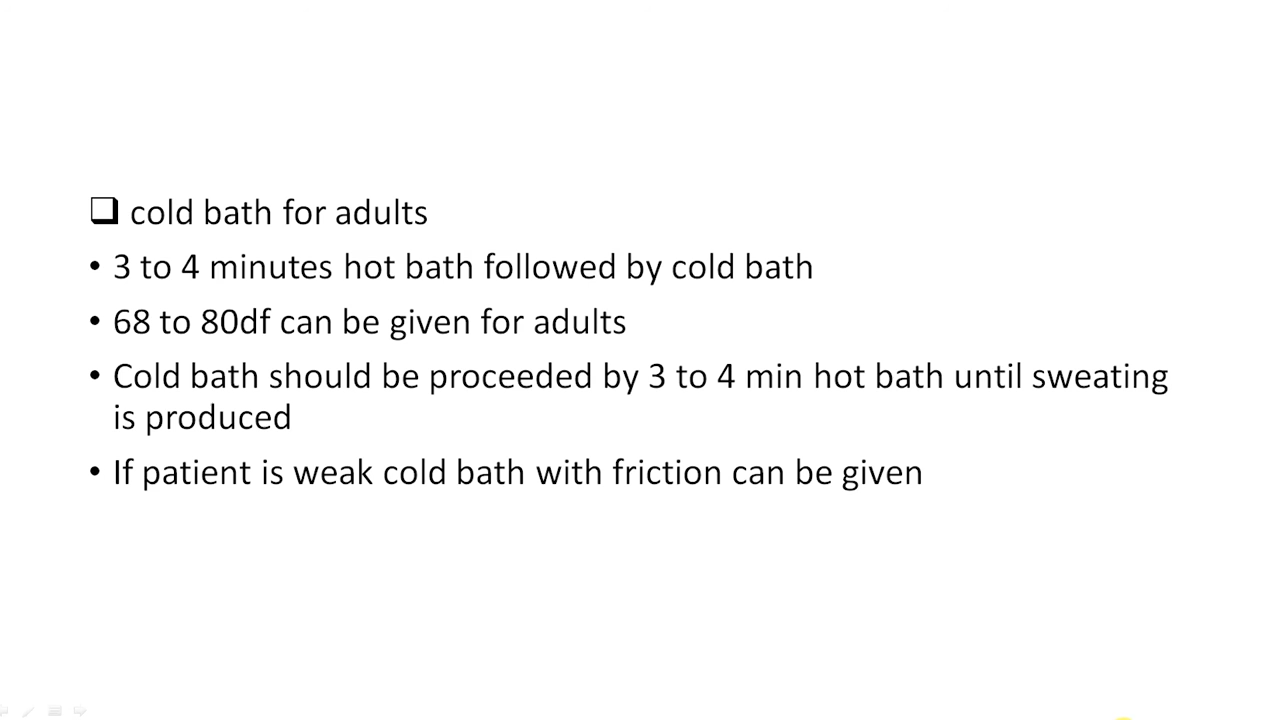 ❑ cold bath for adults
• 3 to 4 minutes hot bath followed by cold bath
• 68 to 80df can be given for adults
• Cold bath should be proceeded by 3 to 4 min hot bath until sweating
is produced
• If patient is weak cold bath with friction can be given